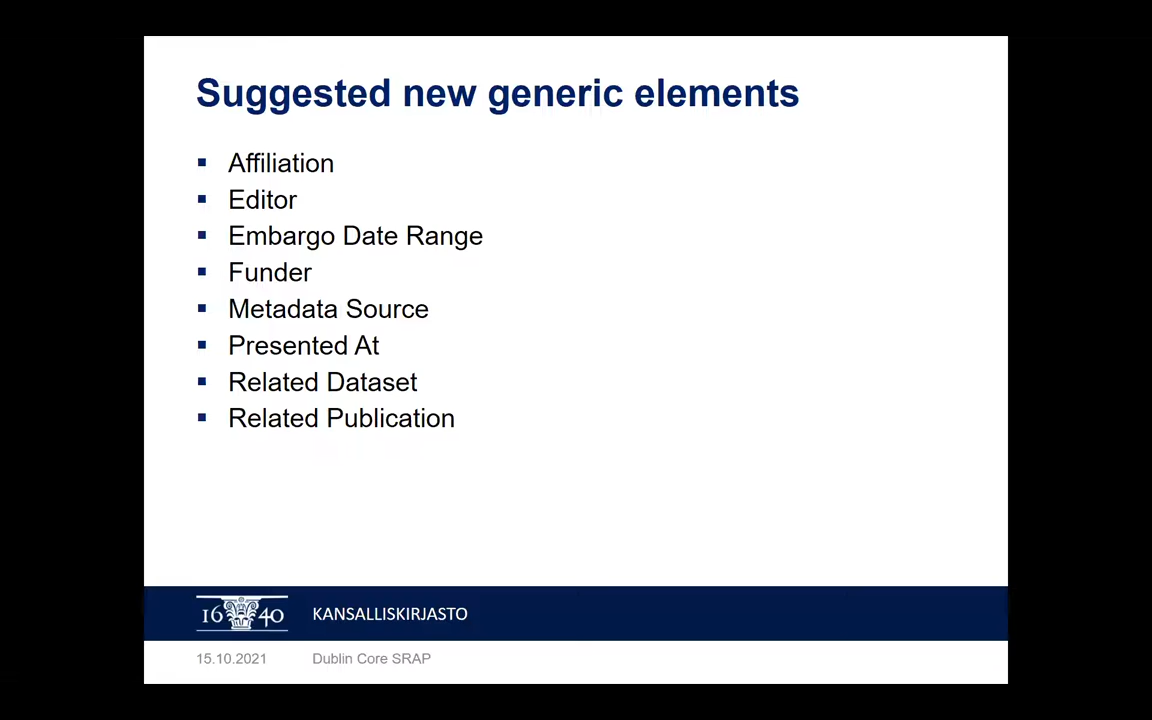 Suggested new generic elements
▪ Affiliation
▪ Editor
▪ Embargo Date Range
▪ Funder
▪ Metadata Source
▪ Presented At
▪ Related Dataset
▪ Related Publication
1640 KANSALLISKIRJASTO
15.10.2021 Dublin Core SRAP